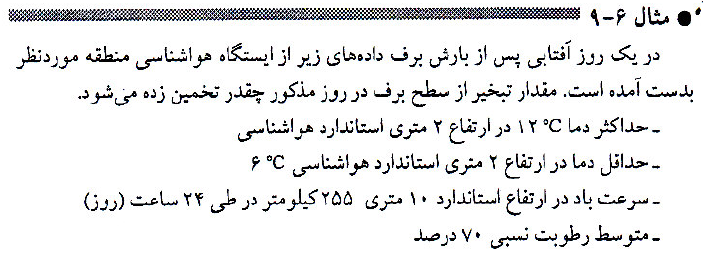 ● مثال ۶-۹
در یک روز آفتابی پس از بارش برف داده‌های زیر از ایستگاه هواشناسی منطقه موردنظر
بدست آمده است. مقدار تبخیر از سطح برف در روز مذکور چقدر تخمین زده می‌شود.
- حداکثر دما ۱۲ °C در ارتفاع ۲ متری استاندارد هواشناسی
- حداقل دما در ارتفاع ۲ متری استاندارد هواشناسی ۶ °C
- سرعت باد در ارتفاع استاندارد ۱۰ متری ۲۵۵ کیلومتر در طی ۲۴ ساعت (روز)
- متوسط رطوبت نسبی ۷۰ درصد